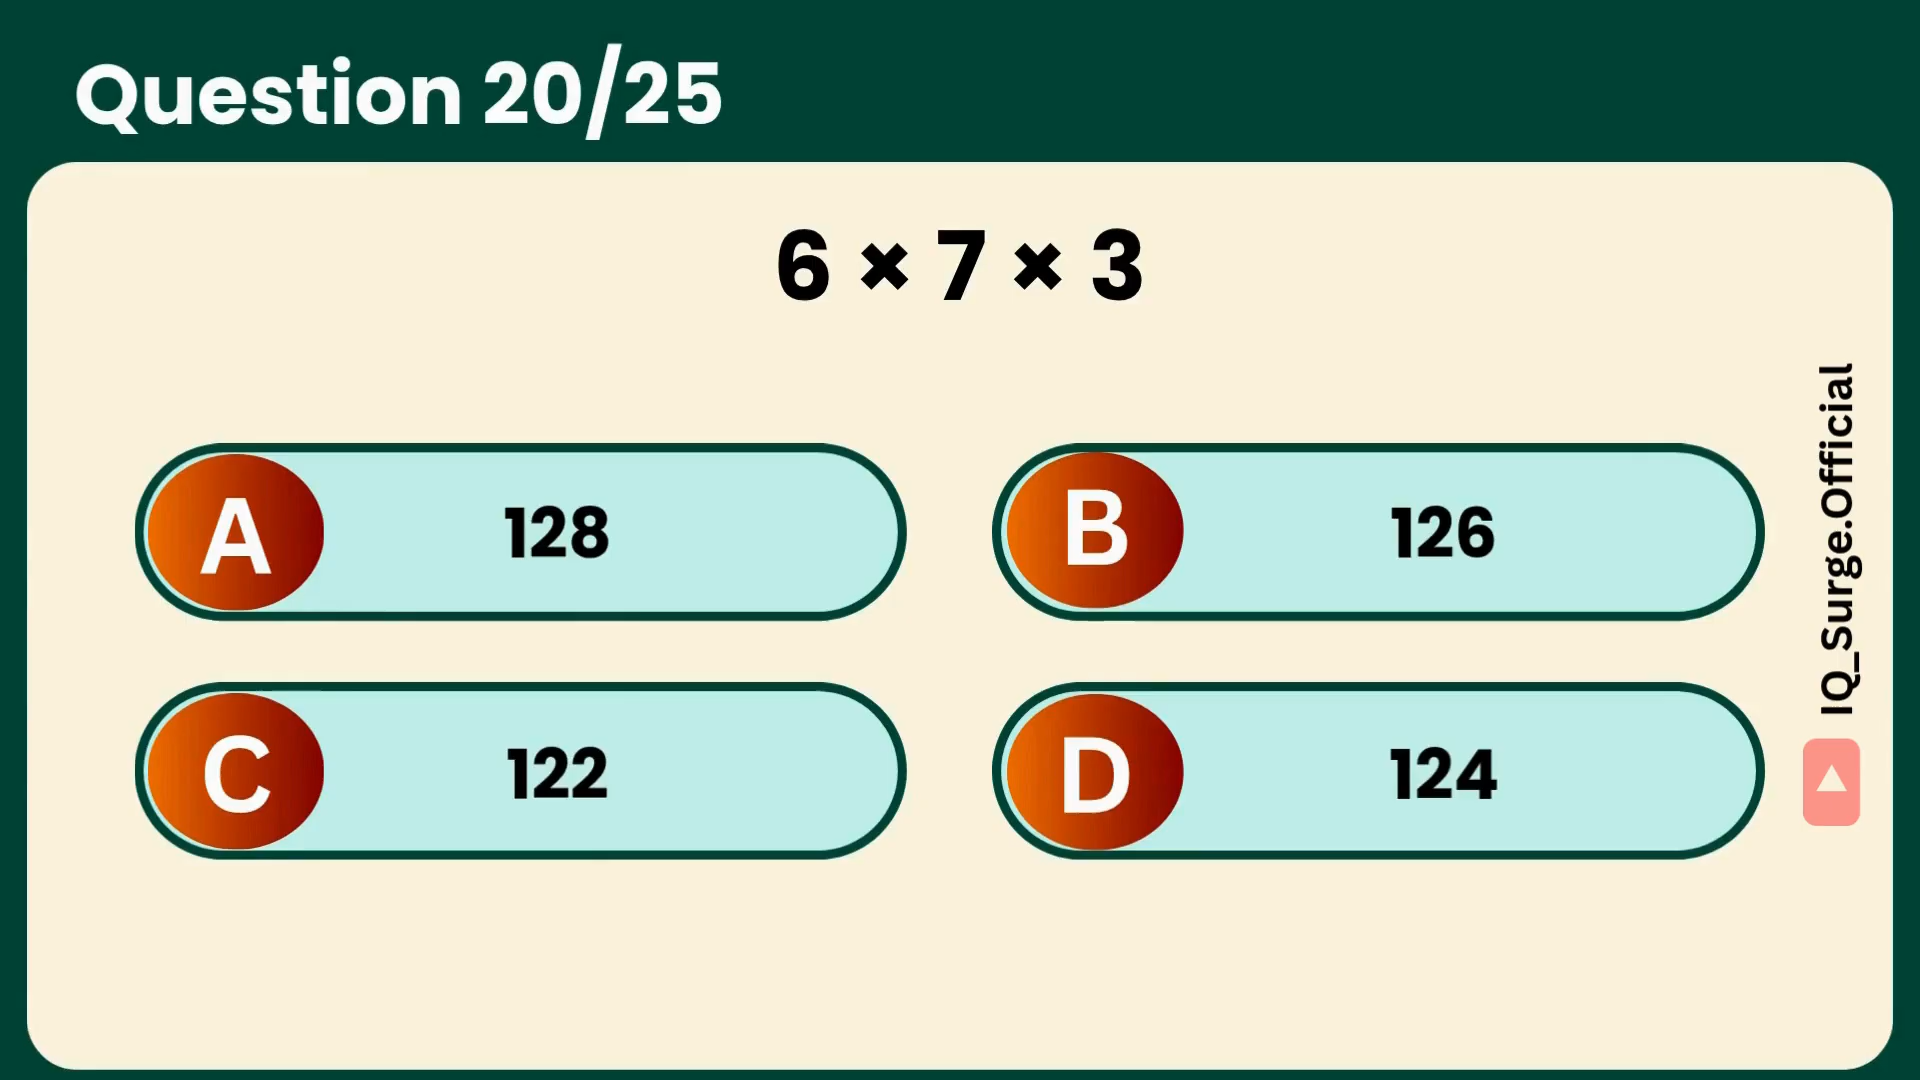 Question 20/25
6 × 7 × 3
A 128
B 126
C 122
D 124
IQ_Surge.Official